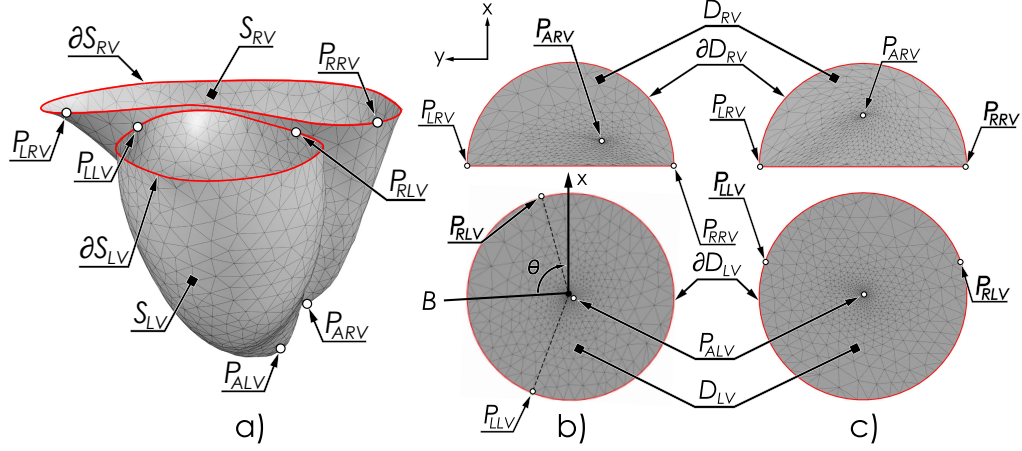 ∂S_RV
S_RV
P_RRV
P_LRV
P_LLV
P_RLV
∂S_LV
S_LV
P_ARV
P_ALV
a)
x
y
P_ARV
D_RV
∂D_RV
P_ARV
P_LRV
P_LRV
P_RRV
x
P_RLV
P_RRV
P_LLV
θ
∂D_LV
P_RLV
B
P_ALV
D_LV
P_LLV
b)
c)